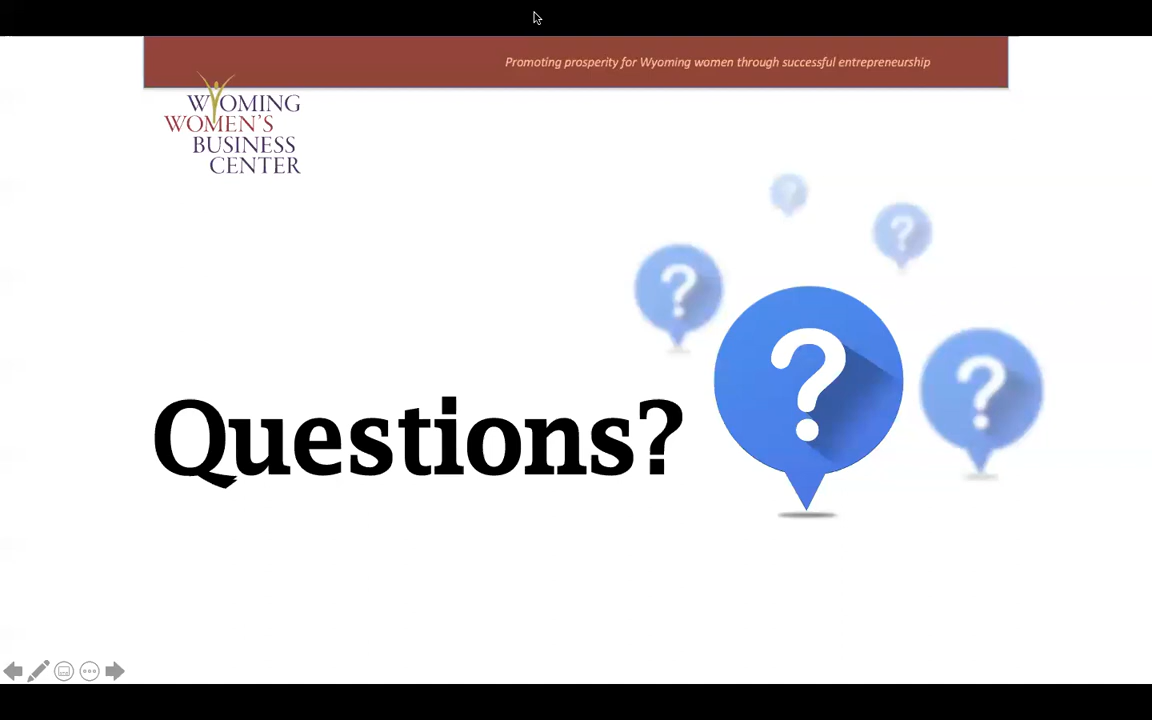 Promoting prosperity for Wyoming women through successful entrepreneurship
WYOMING
WOMEN'S
BUSINESS
CENTER
?
?
?
?
?
Questions?